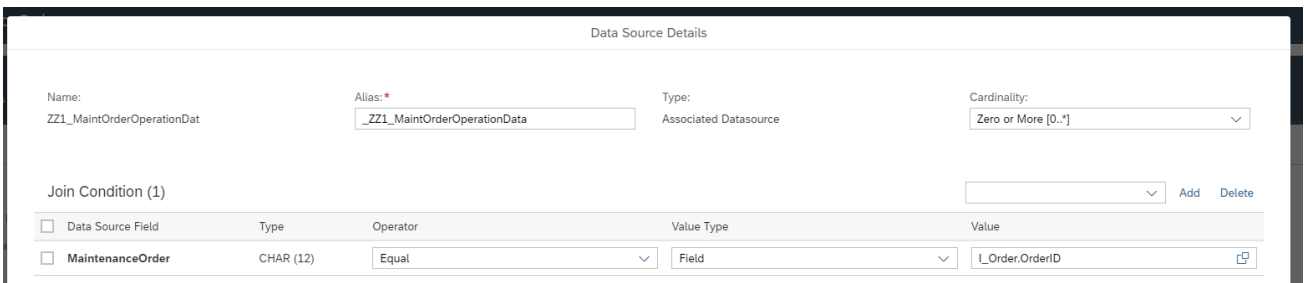 Data Source Details
Name: Alias:* Type: Cardinality:
ZZ1_MaintOrderOperationDat _ZZ1_MaintOrderOperationData Associated Datasource Zero or More [0..*]
Join Condition (1) Add Delete
Data Source Field Type Operator Value Type Value
MaintenanceOrder CHAR (12) Equal Field I_Order.OrderID